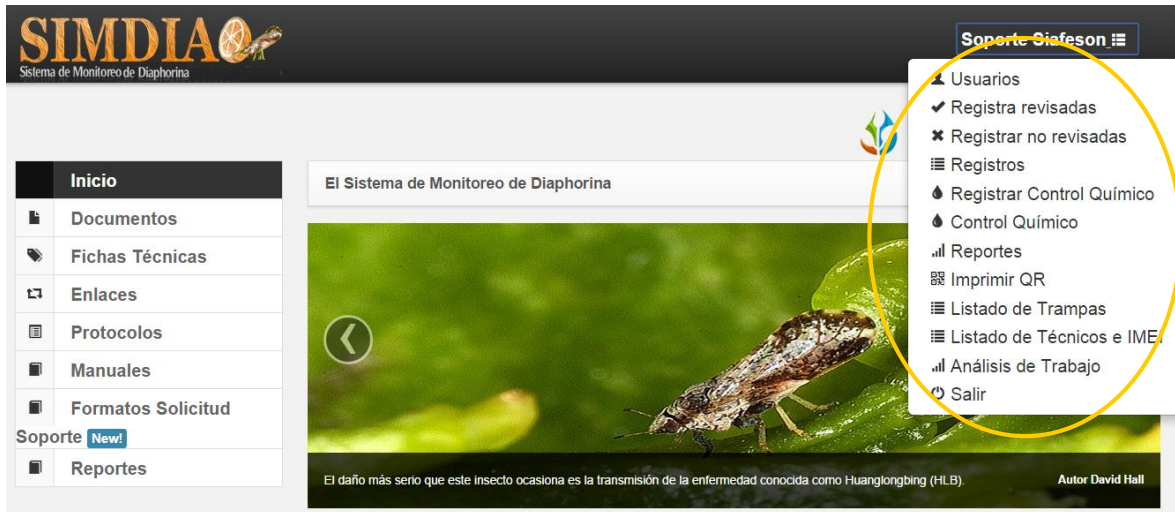 SIMDIA
Sistema de Monitoreo de Diaphorina
Soporte Siafeson
Usuarios
Registra revisadas
Registrar no revisadas
Registros
Registrar Control Químico
Control Químico
Reportes
Imprimir QR
Listado de Trampas
Listado de Técnicos e IMEI
Análisis de Trabajo
Salir
Inicio
Documentos
Fichas Técnicas
Enlaces
Protocolos
Manuales
Formatos Solicitud
Soporte New!
Reportes
El Sistema de Monitoreo de Diaphorina
El daño más serio que este insecto ocasiona es la transmisión de la enfermedad conocida como Huanglongbing (HLB). Autor David Hall